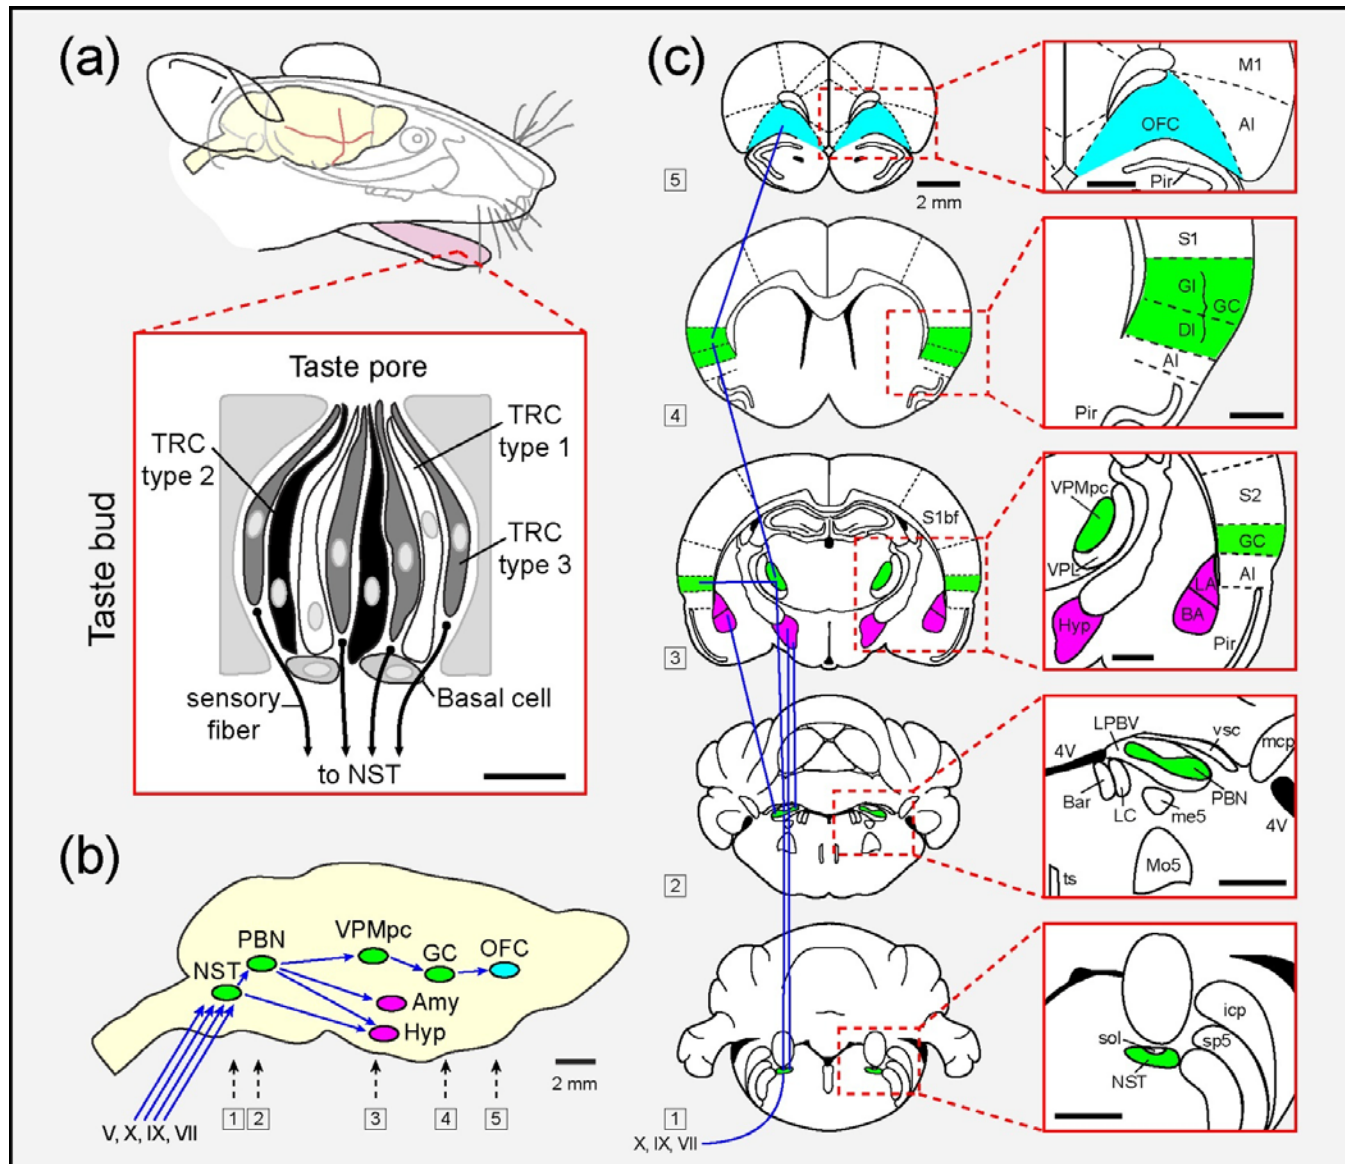 (a)
Taste pore
TRC
type 2
TRC
type 1
TRC
type 3
Taste bud
sensory
fiber
Basal cell
to NST
(b)
PBN
VPMpc
GC
OFC
NST
Amy
Hyp
2 mm
1
2
3
4
5
V, X, IX, VII
(c)
5
2 mm
M1
AI
OFC
Pir
4
S1
GI
GC
DI
AI
Pir
S1bf
3
VPMpc
S2
GC
VPL
LA
AI
BA
Hyp
Pir
2
LPBV
vsc
mcp
4V
Bar
LC
me5
PBN
4V
Mo5
ts
1
X, IX, VII
icp
sol
sp5
NST